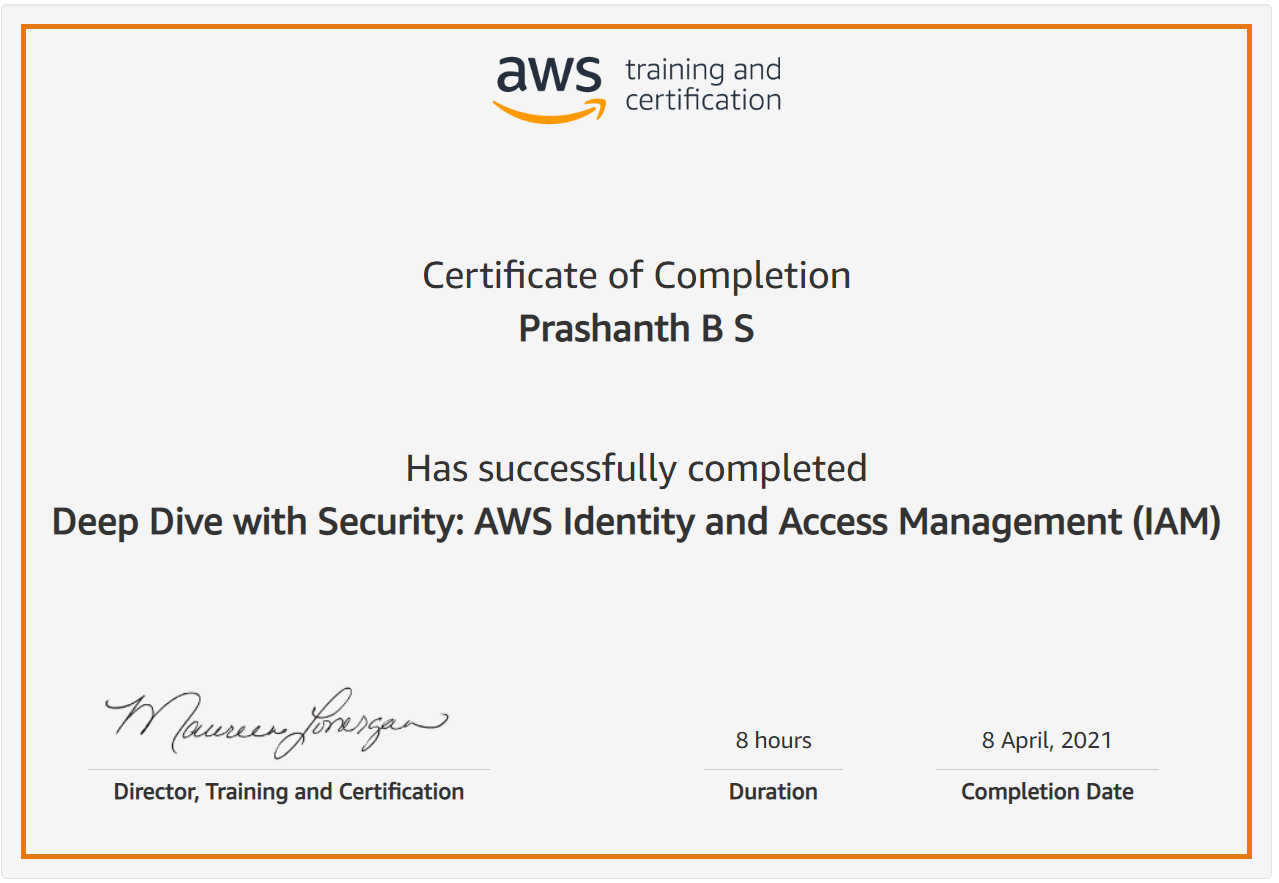 aws training and
certification
Certificate of Completion
Prashanth B S
Has successfully completed
Deep Dive with Security: AWS Identity and Access Management (IAM)
Maureen Lonergan
8 hours
8 April, 2021
Director, Training and Certification
Duration
Completion Date